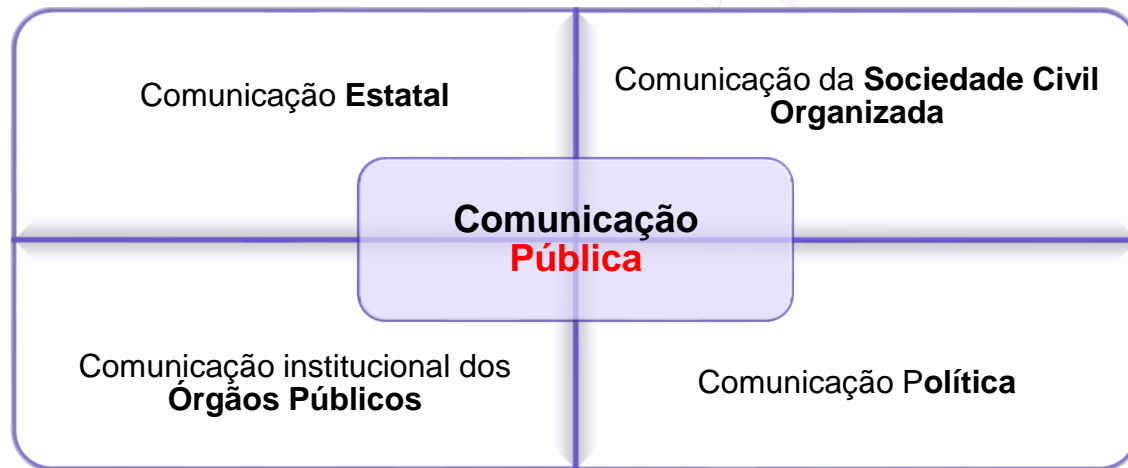 Comunicação Estatal
Comunicação da Sociedade Civil
Organizada
Comunicação
Pública
Comunicação institucional dos
Órgãos Públicos
Comunicação Política